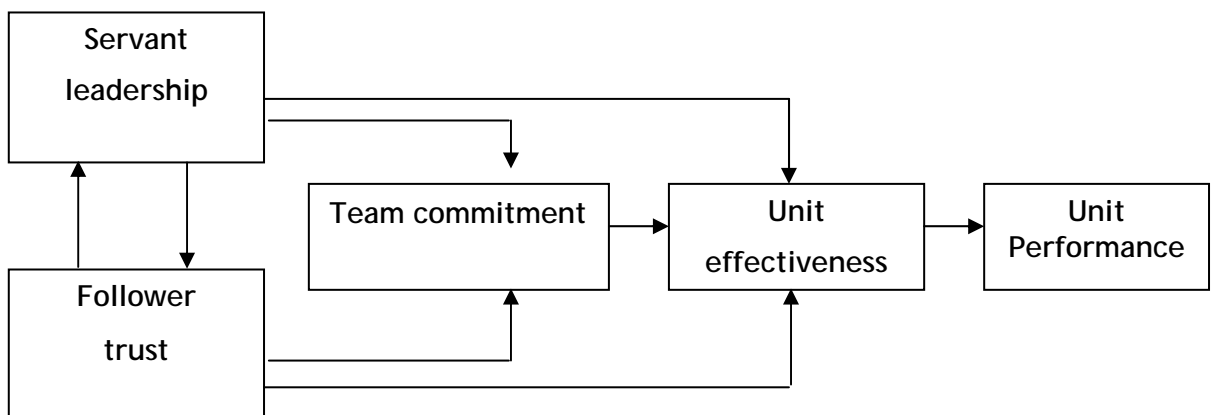 Servant
leadership
Team commitment
Unit
effectiveness
Unit
Performance
Follower
trust